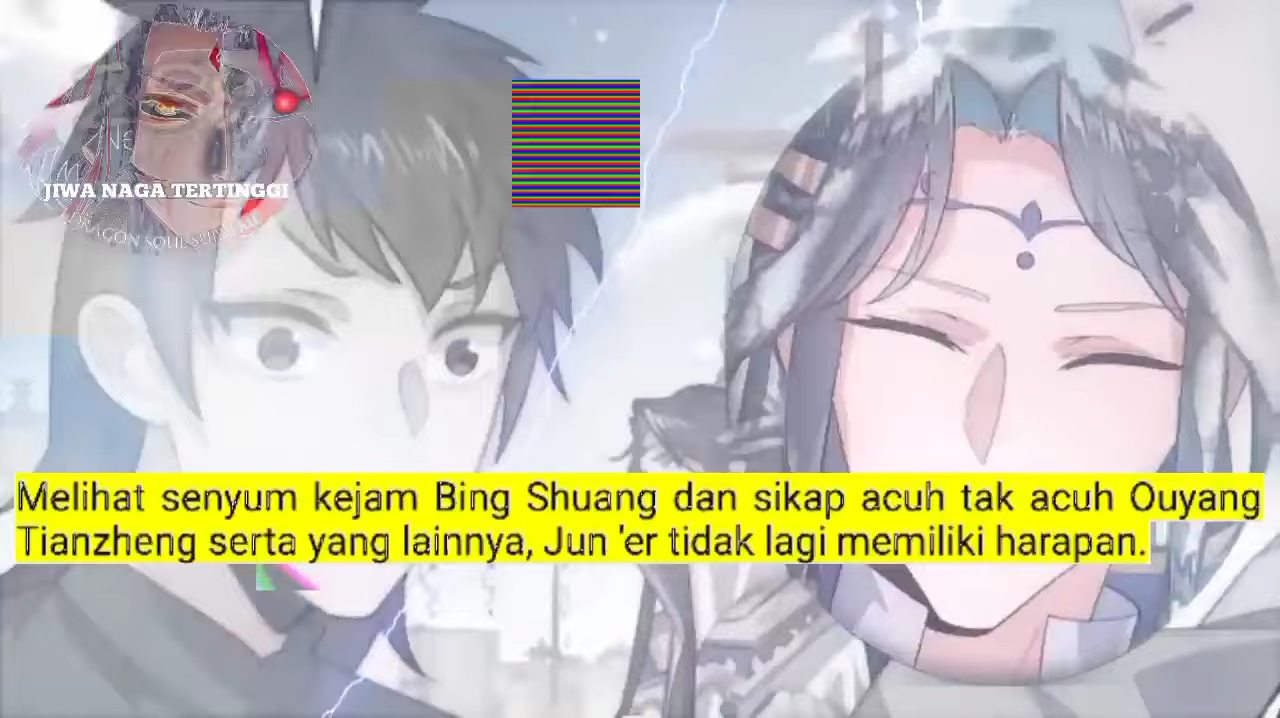 JIWA NAGA TERTINGGI
Melihat senyum kejam Bing Shuang dan sikap acuh tak acuh Ouyang
Tianzheng serta yang lainnya, Jun 'er tidak lagi memiliki harapan.